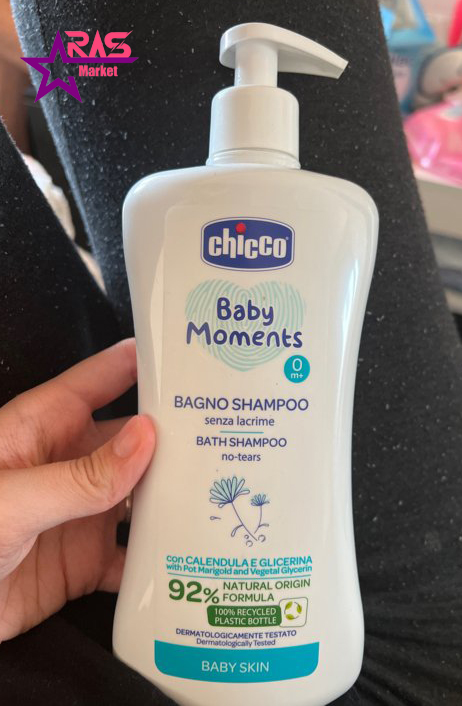 RAS
Market
chicco
Baby
Moments
0
m+
BAGNO SHAMPOO
senza lacrime
BATH SHAMPOO
no-tears
con CALENDULA E GLICERINA
with Pot Marigold and Vegetal Glycerin
92% NATURAL ORIGIN
FORMULA
100% RECYCLED
PLASTIC BOTTLE
DERMATOLOGICAMENTE TESTATO
Dermatologically Tested
BABY SKIN